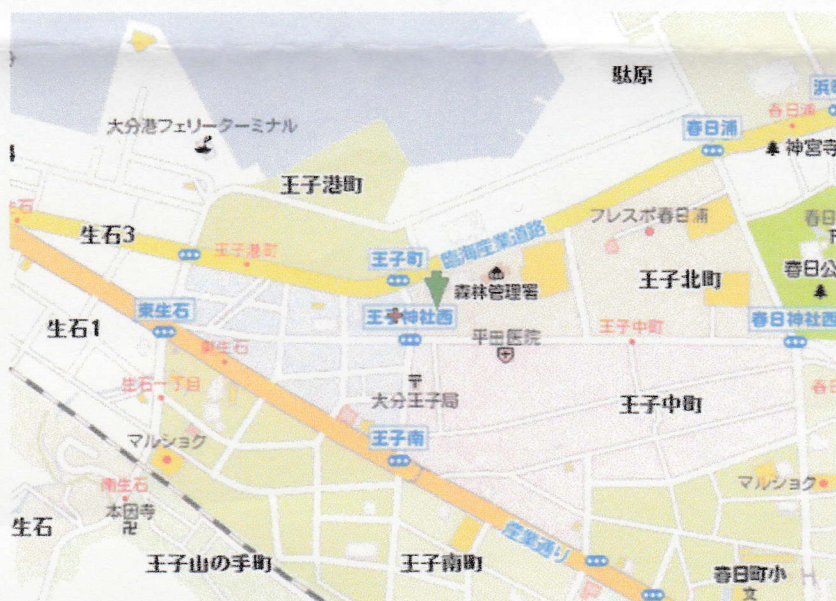 駄原
浜町
春日浦
春日浦
大分港フェリーターミナル
神宮寺
王子港町
フレスポ春日浦
生石3
臨海産業道路
王子港町
王子町
森林管理署
王子北町
春日公
東生石
生石1
王子神社西
平田医院
王子中町
春日神社西
東生石
生石一丁目
〒
大分王子局
王子中町
マルショク
王子南
南生石
マルショク
本因寺
卍
生石
産業通り
王子山の手町
王子南町
春日町小
文